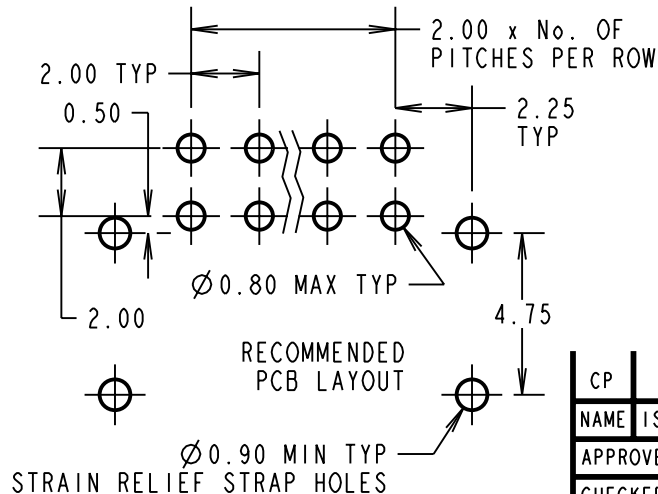 2.00 x No. OF
PITCHES PER ROW
2.00 TYP
0.50
2.25
TYP
Ø0.80 MAX TYP
2.00
4.75
RECOMMENDED
PCB LAYOUT
CP
NAME
Ø0.90 MIN TYP
STRAIN RELIEF STRAP HOLES